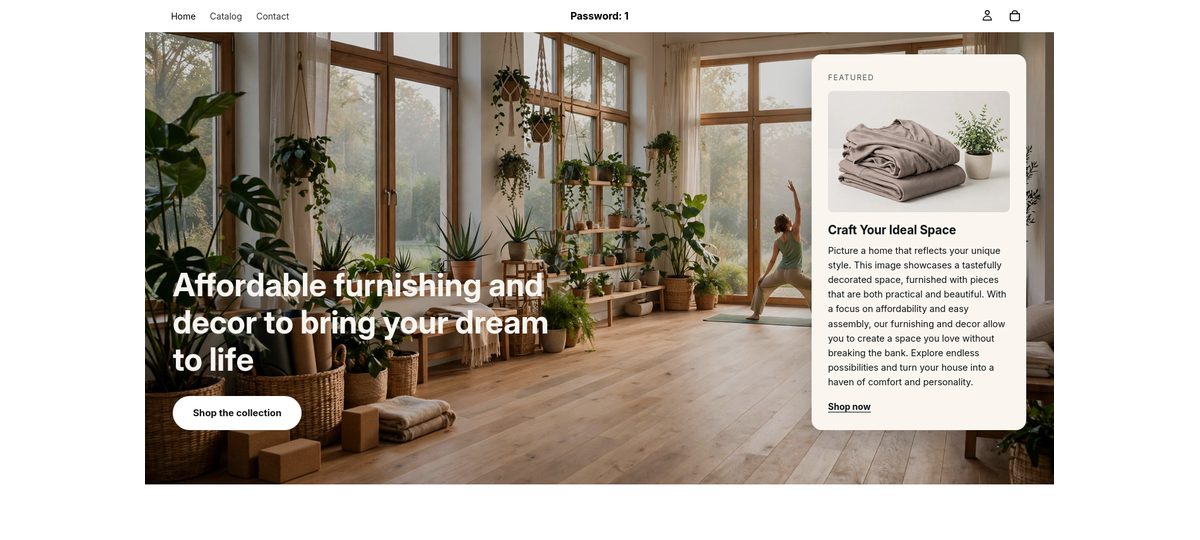 Home Catalog Contact
Password: 1
Affordable furnishing and
decor to bring your dream
to life
Shop the collection
FEATURED
Craft Your Ideal Space
Picture a home that reflects your unique
style. This image showcases a tastefully
decorated space, furnished with pieces
that are both practical and beautiful. With
a focus on affordability and easy
assembly, our furnishing and decor allow
you to create a space you love without
breaking the bank. Explore endless
possibilities and turn your house into a
haven of comfort and personality.
Shop now